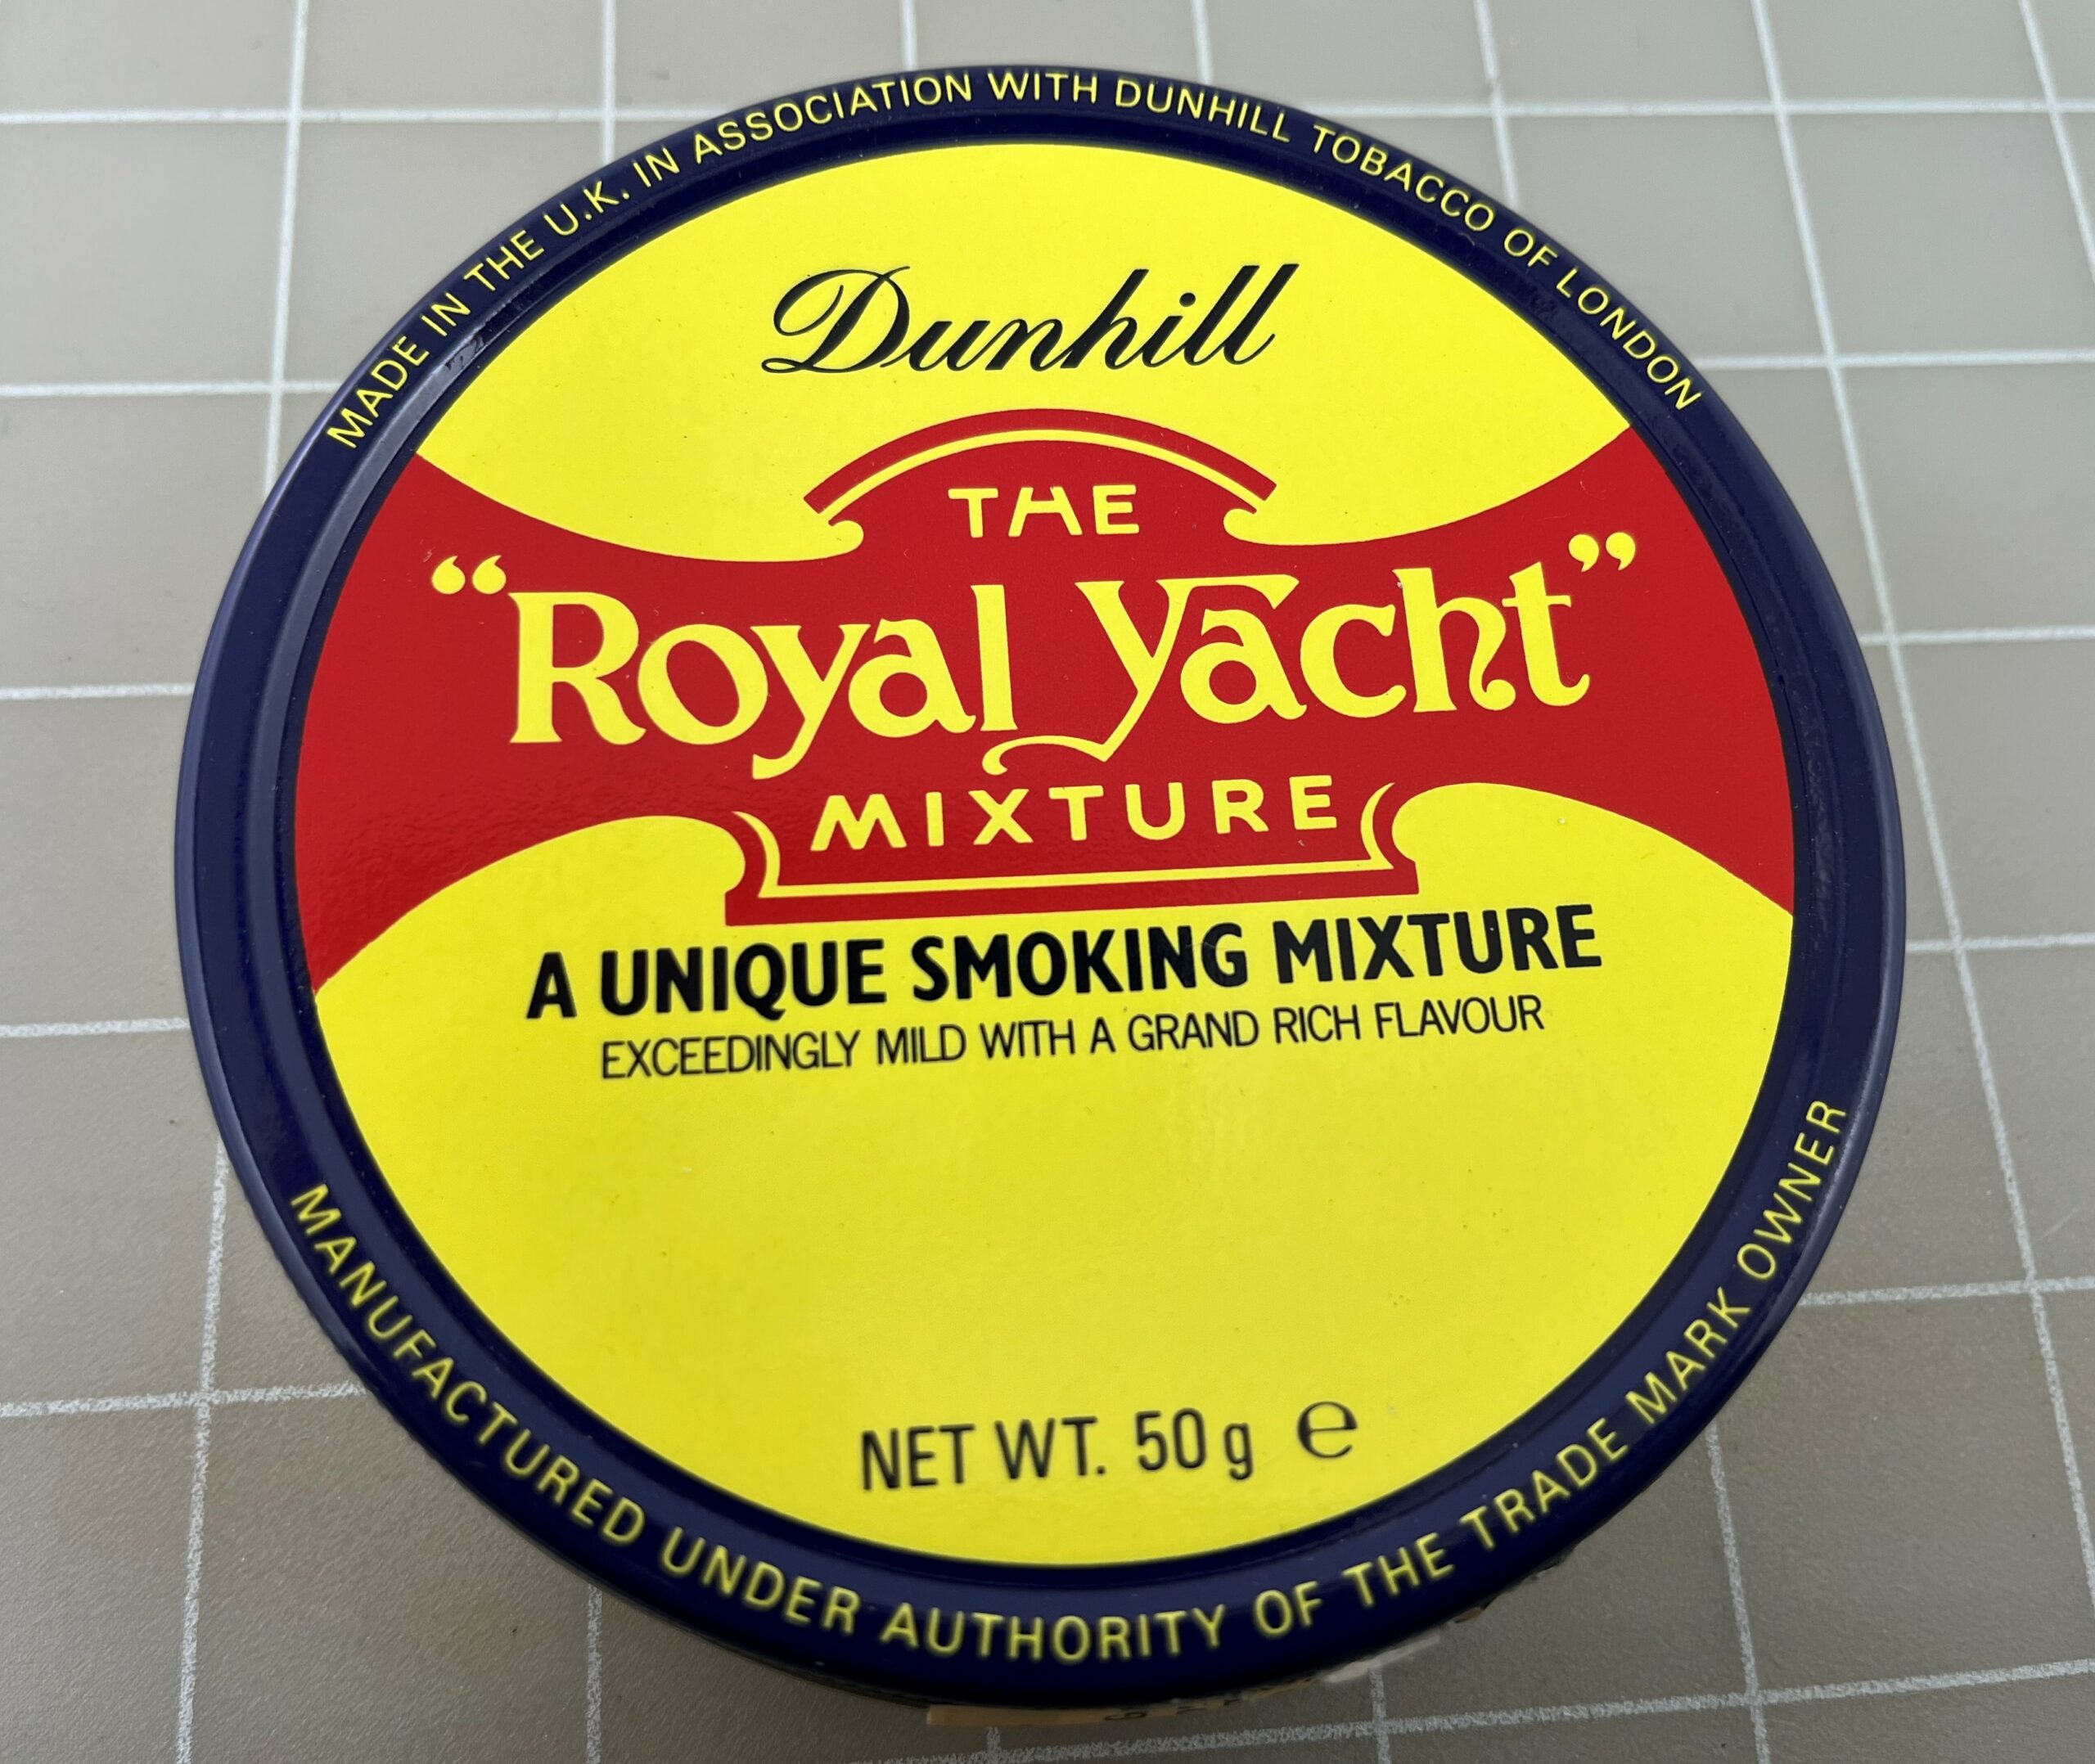 MADE IN THE U.K. IN ASSOCIATION WITH DUNHILL TOBACCO OF LONDON
Dunhill
THE
“Royal Yacht”
MIXTURE
A UNIQUE SMOKING MIXTURE
EXCEEDINGLY MILD WITH A GRAND RICH FLAVOUR
NET WT. 50g ℮
MANUFACTURED UNDER AUTHORITY OF THE TRADE MARK OWNER